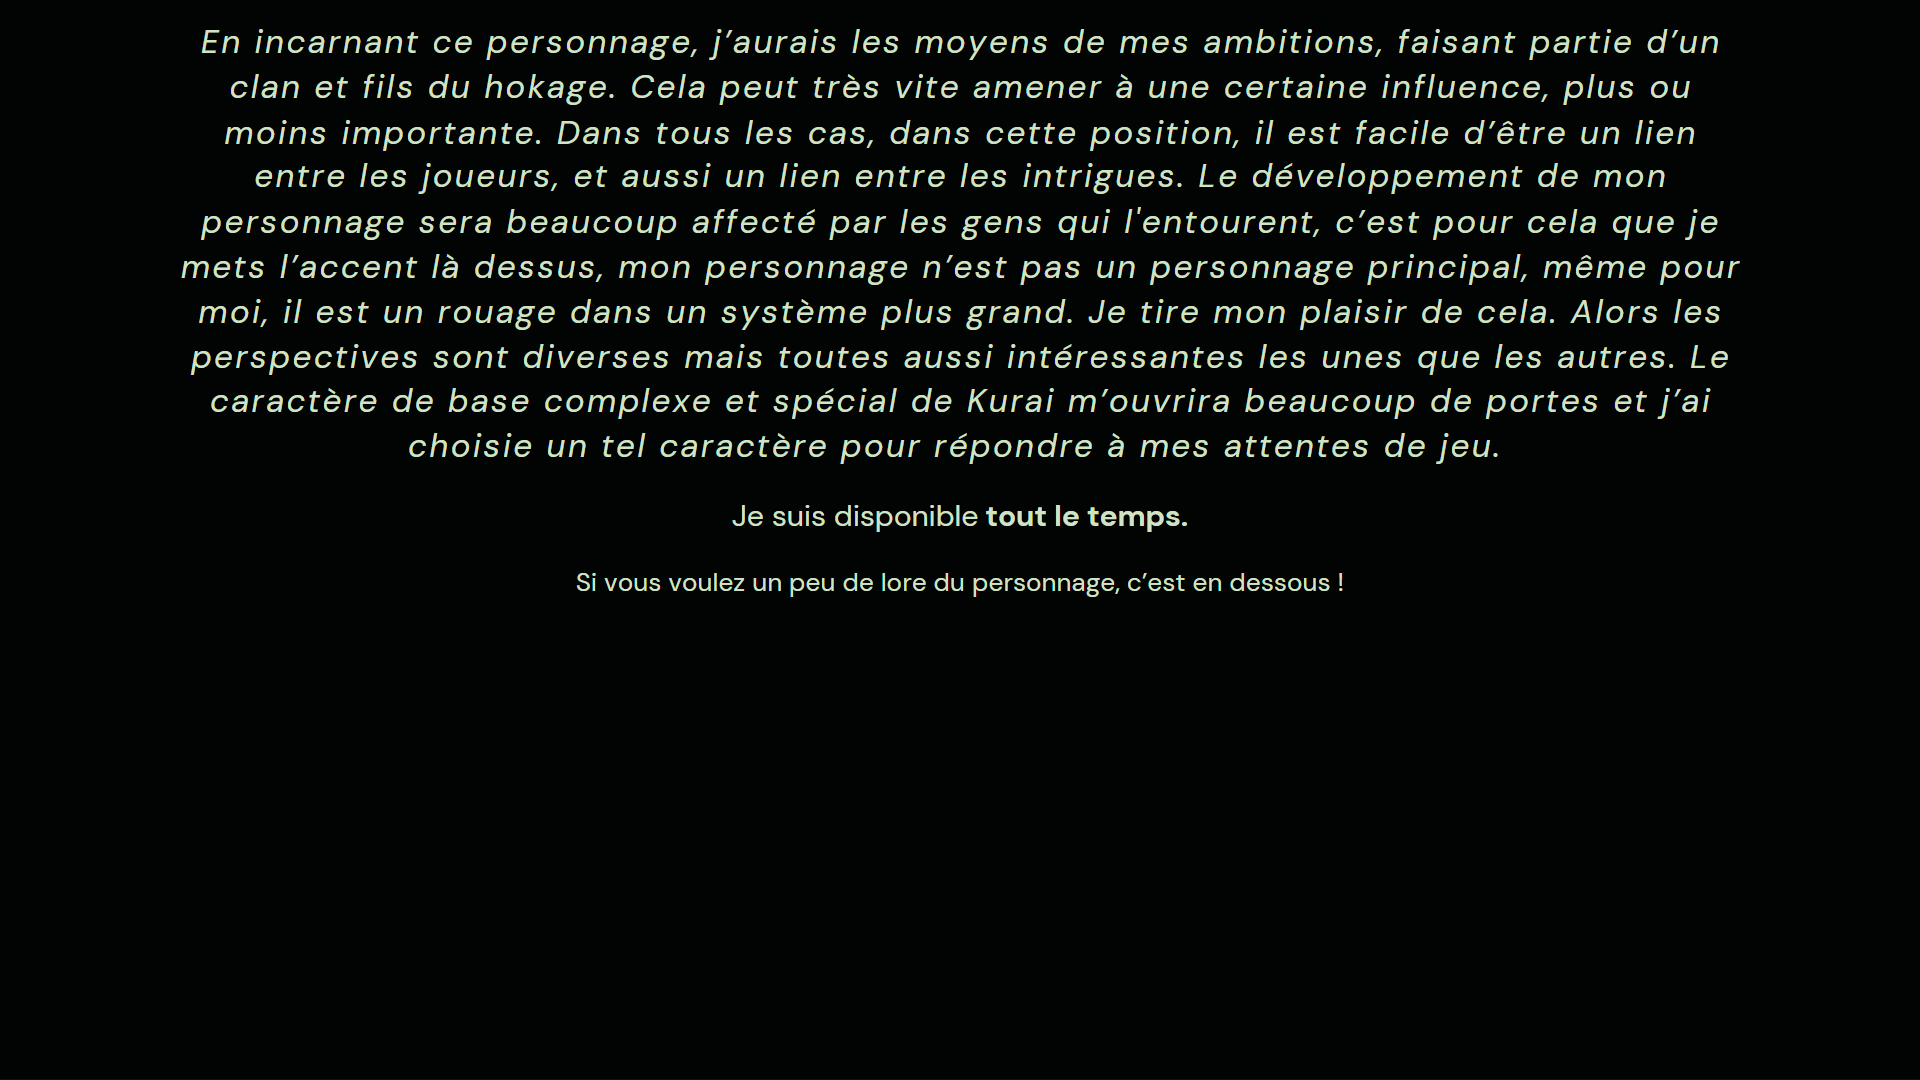 En incarnant ce personnage, j’aurais les moyens de mes ambitions, faisant partie d’un
clan et fils du hokage. Cela peut très vite amener à une certaine influence, plus ou
moins importante. Dans tous les cas, dans cette position, il est facile d’être un lien
entre les joueurs, et aussi un lien entre les intrigues. Le développement de mon
personnage sera beaucoup affecté par les gens qui l'entourent, c’est pour cela que je
mets l’accent là dessus, mon personnage n’est pas un personnage principal, même pour
moi, il est un rouage dans un système plus grand. Je tire mon plaisir de cela. Alors les
perspectives sont diverses mais toutes aussi intéressantes les unes que les autres. Le
caractère de base complexe et spécial de Kurai m’ouvrira beaucoup de portes et j’ai
choisie un tel caractère pour répondre à mes attentes de jeu.
Je suis disponible tout le temps.
Si vous voulez un peu de lore du personnage, c’est en dessous !